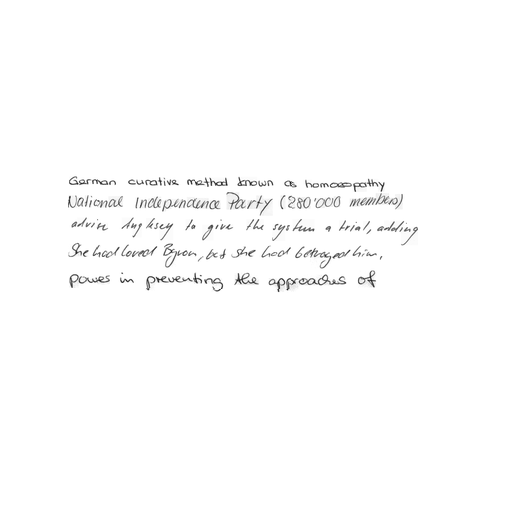 German curative method known as homoeopathy
National Independence Party (280'000 members)
advise Anglesey to give the system a trial, adding
She had loved Byron, but she had betrayed him,
power in preventing the approaches of